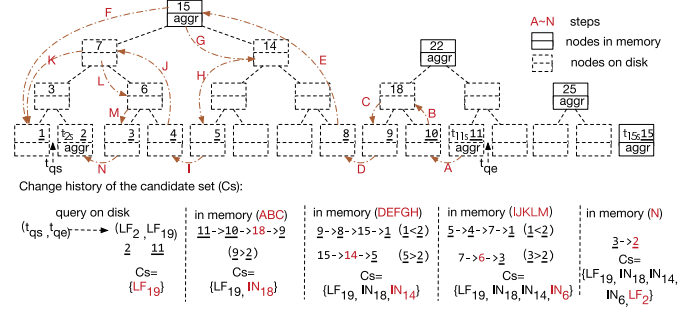 F
15
aggr
A~N steps
nodes in memory
nodes on disk
K
7
G
14
22
aggr
L
J
H
E
3
6
18
25
aggr
M
C
B
1
t2s 2
aggr
3
4
5
8
9
10
t11s 11
aggr
t15s 15
aggr
tqs
N
I
D
A
tqe
Change history of the candidate set (Cs):
query on disk
(tqs ,tqe)
(LF2 ,LF19)
2 11
Cs=
{LF19}
in memory (ABC)
11->10->18->9
(9>2)
Cs=
{LF19, IN18}
in memory (DEFGH)
9->8->15->1 (1<2)
15->14->5 (5>2)
Cs=
{LF19, IN18,IN14}
in memory (IJKLM)
5->4->7->1 (1<2)
7->6->3 (3>2)
Cs=
{LF19, IN18,IN14,IN6}
in memory (N)
3->2
Cs=
{LF19, IN18,IN14,
IN6,LF2}